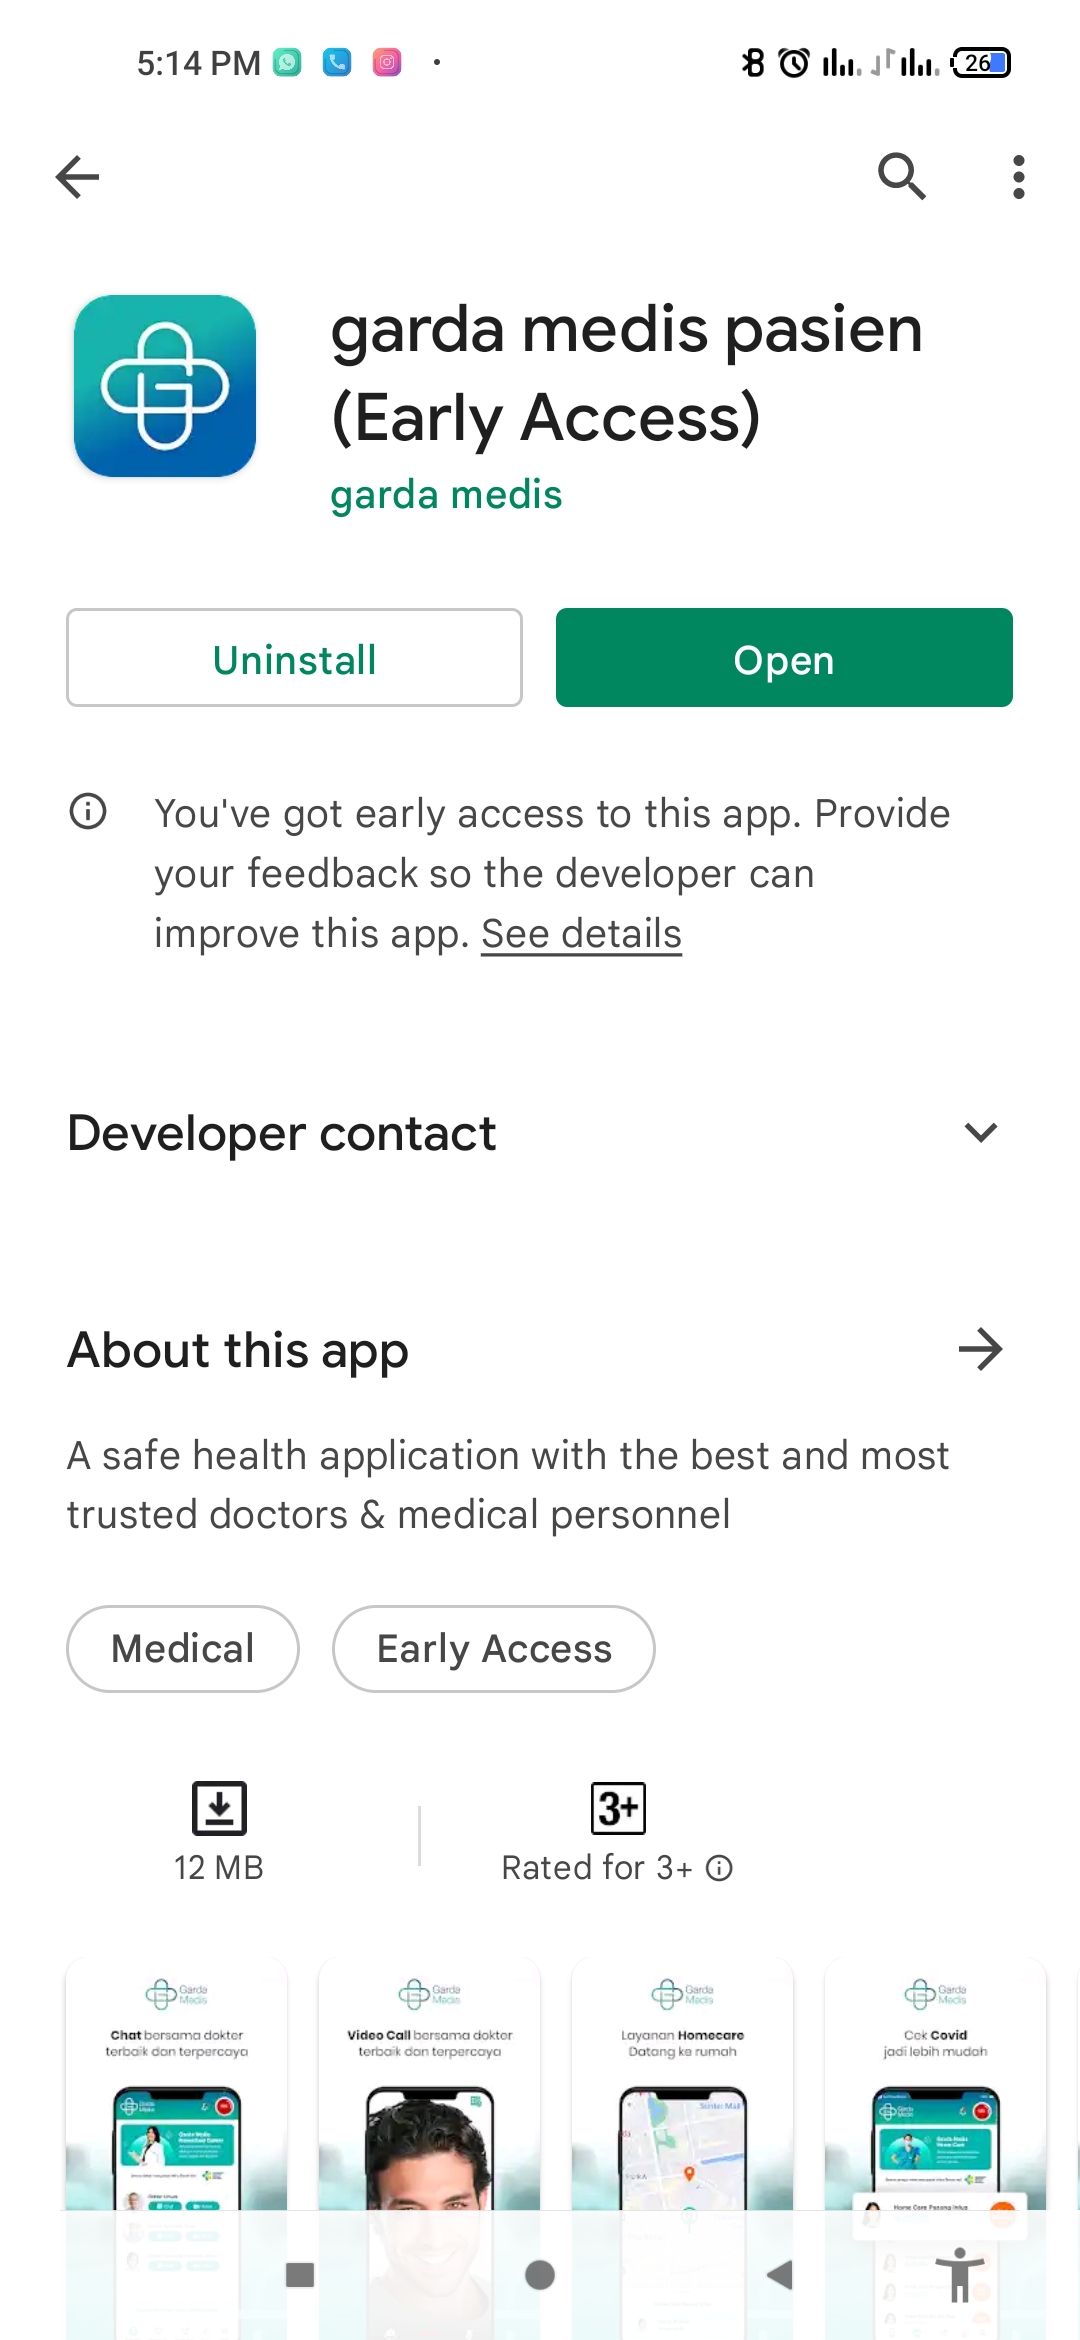 5:14 PM
26
garda medis pasien
(Early Access)
garda medis
Uninstall
Open
You've got early access to this app. Provide
your feedback so the developer can
improve this app. See details
Developer contact
About this app
A safe health application with the best and most
trusted doctors & medical personnel
Medical
Early Access
12 MB
3+
Rated for 3+
Garda
Medis
Chat bersama dokter
terbaik dan terpercaya
Garda
Medis
Video Call bersama dokter
terbaik dan terpercaya
Garda
Medis
Layanan Homecare
Datang ke rumah
Sunter Mall
Garda
Medis
Cek Covid
jadi lebih mudah